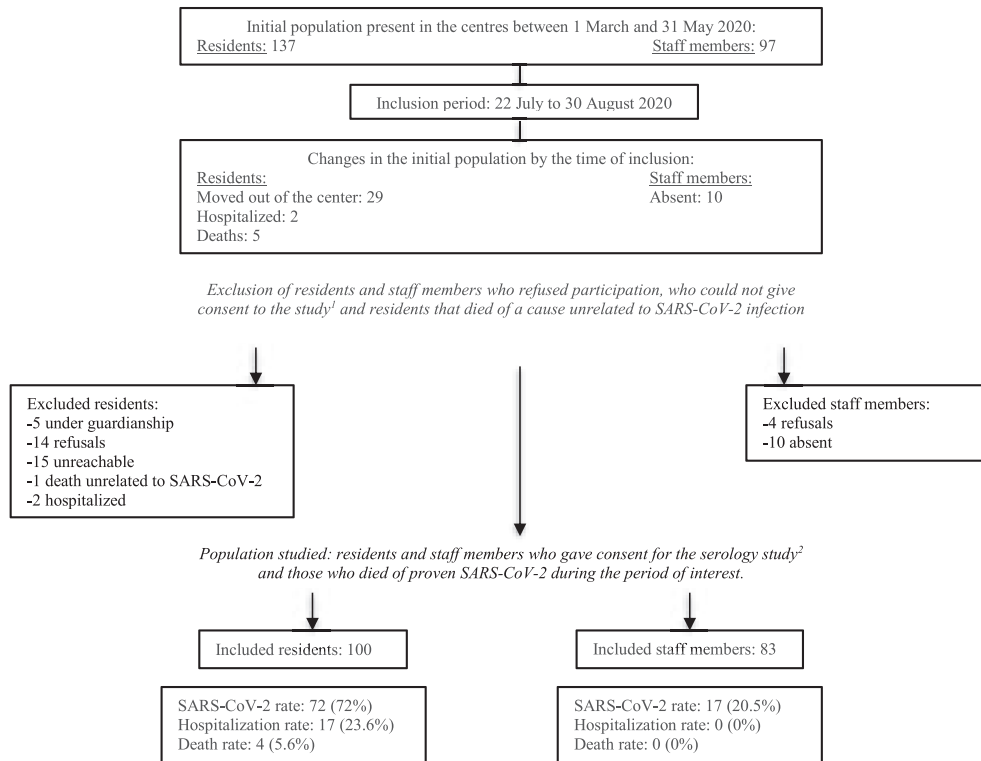 Initial population present in the centres between 1 March and 31 May 2020:
Residents: 137 Staff members: 97
Inclusion period: 22 July to 30 August 2020
Changes in the initial population by the time of inclusion:
Residents: Staff members:
Moved out of the center: 29 Absent: 10
Hospitalized: 2
Deaths: 5
Exclusion of residents and staff members who refused participation, who could not give
consent to the study¹ and residents that died of a cause unrelated to SARS-CoV-2 infection
Excluded residents:
-5 under guardianship
-14 refusals
-15 unreachable
-1 death unrelated to SARS-CoV-2
-2 hospitalized
Excluded staff members:
-4 refusals
-10 absent
Population studied: residents and staff members who gave consent for the serology study²
and those who died of proven SARS-CoV-2 during the period of interest.
Included residents: 100
Included staff members: 83
SARS-CoV-2 rate: 72 (72%)
Hospitalization rate: 17 (23.6%)
Death rate: 4 (5.6%)
SARS-CoV-2 rate: 17 (20.5%)
Hospitalization rate: 0 (0%)
Death rate: 0 (0%)